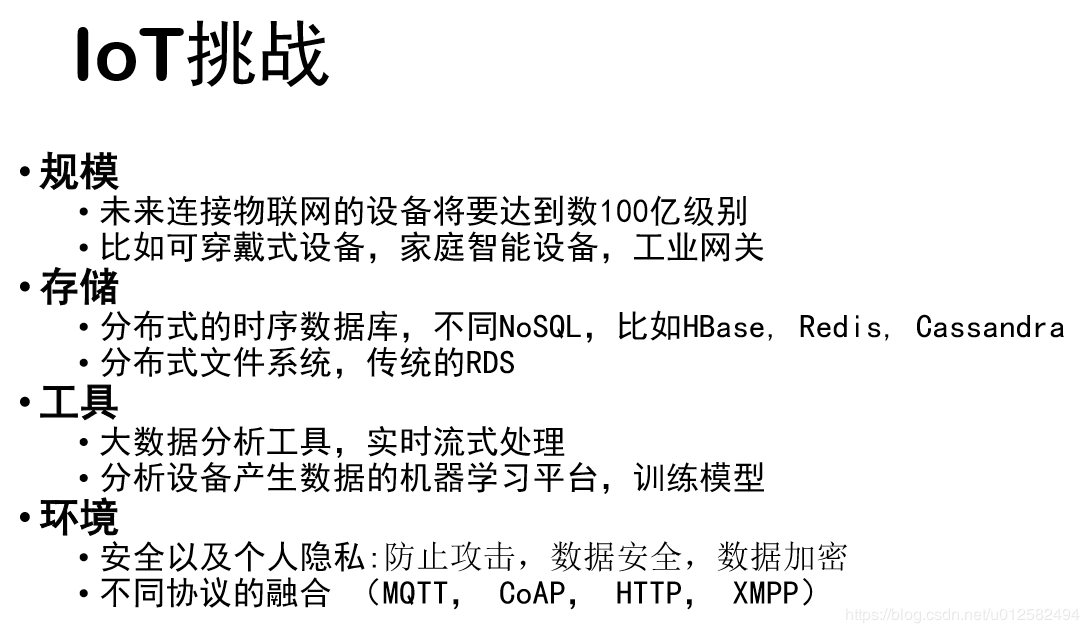 IoT挑战
•规模
•未来连接物联网的设备将要达到数100亿级别
•比如可穿戴式设备，家庭智能设备，工业网关
•存储
•分布式的时序数据库，不同NoSQL，比如HBase, Redis, Cassandra
•分布式文件系统，传统的RDS
•工具
•大数据分析工具，实时流式处理
•分析设备产生数据的机器学习平台，训练模型
•环境
•安全以及个人隐私:防止攻击，数据安全，数据加密
•不同协议的融合 （MQTT， CoAP， HTTP， XMPP）
https://blog.csdn.net/u012582494